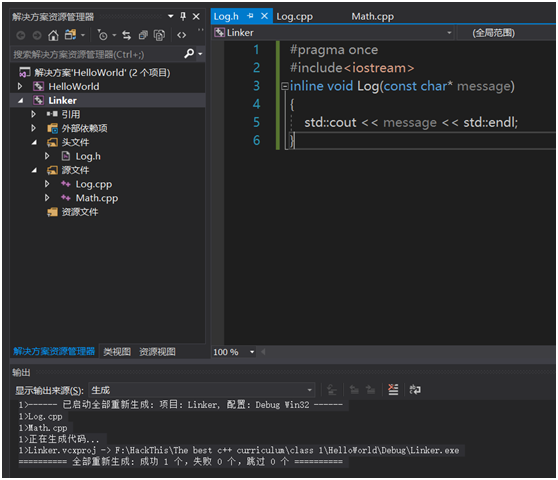 解决方案资源管理器
搜索解决方案资源管理器(Ctrl+;)
解决方案'HelloWorld' (2 个项目)
HelloWorld
Linker
引用
外部依赖项
头文件
Log.h
源文件
Log.cpp
Math.cpp
资源文件
解决方案资源管理器 类视图 资源视图
Log.h Log.cpp Math.cpp
Linker (全局范围)
1 #pragma once
2 #include<iostream>
3 inline void Log(const char* message)
4 {
5 std::cout << message << std::endl;
6 }
100 %
输出
显示输出来源(S): 生成
1>------ 已启动全部重新生成: 项目: Linker, 配置: Debug Win32 ------
1>Log.cpp
1>Math.cpp
1>正在生成代码...
1>Linker.vcxproj -> F:\HackThis\The best c++ curriculum\class 1\HelloWorld\Debug\Linker.exe
========== 全部重新生成: 成功 1 个，失败 0 个，跳过 0 个 ==========